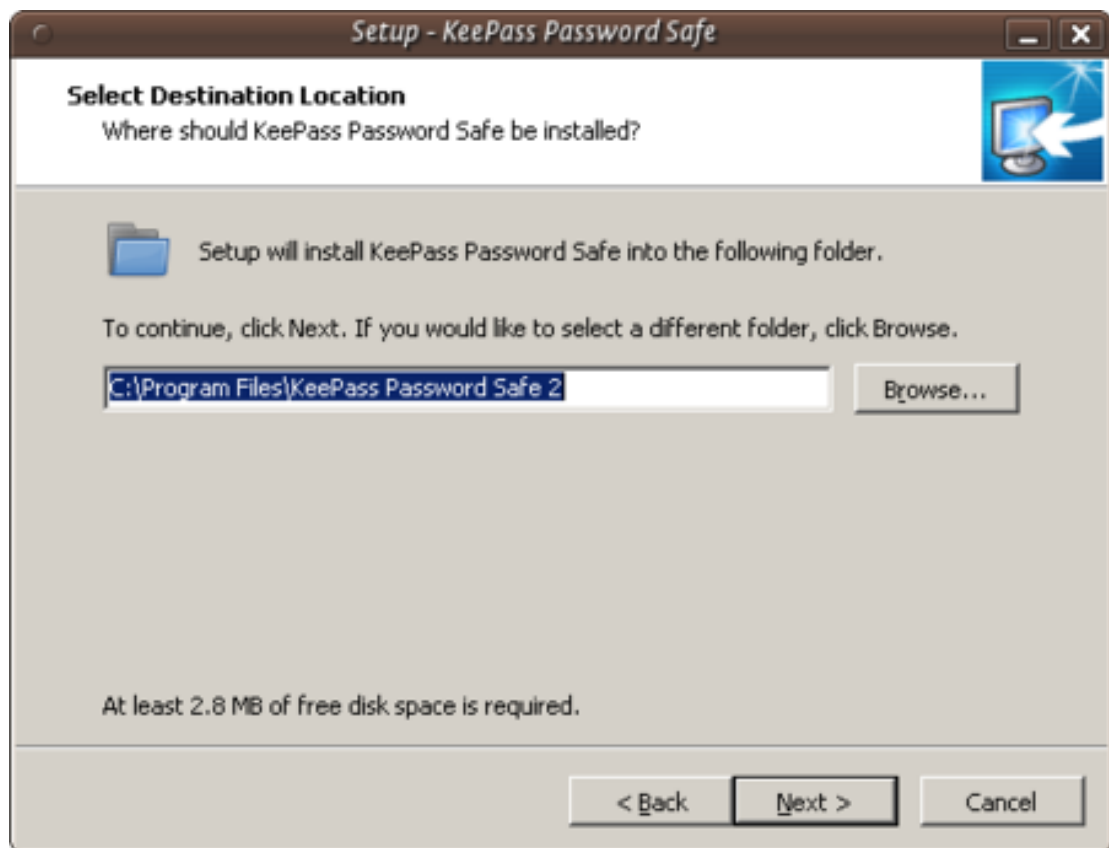 Setup - KeePass Password Safe
Select Destination Location
Where should KeePass Password Safe be installed?
Setup will install KeePass Password Safe into the following folder.
To continue, click Next. If you would like to select a different folder, click Browse.
C:\Program Files\KeePass Password Safe 2
Browse...
At least 2.8 MB of free disk space is required.
< Back
Next >
Cancel